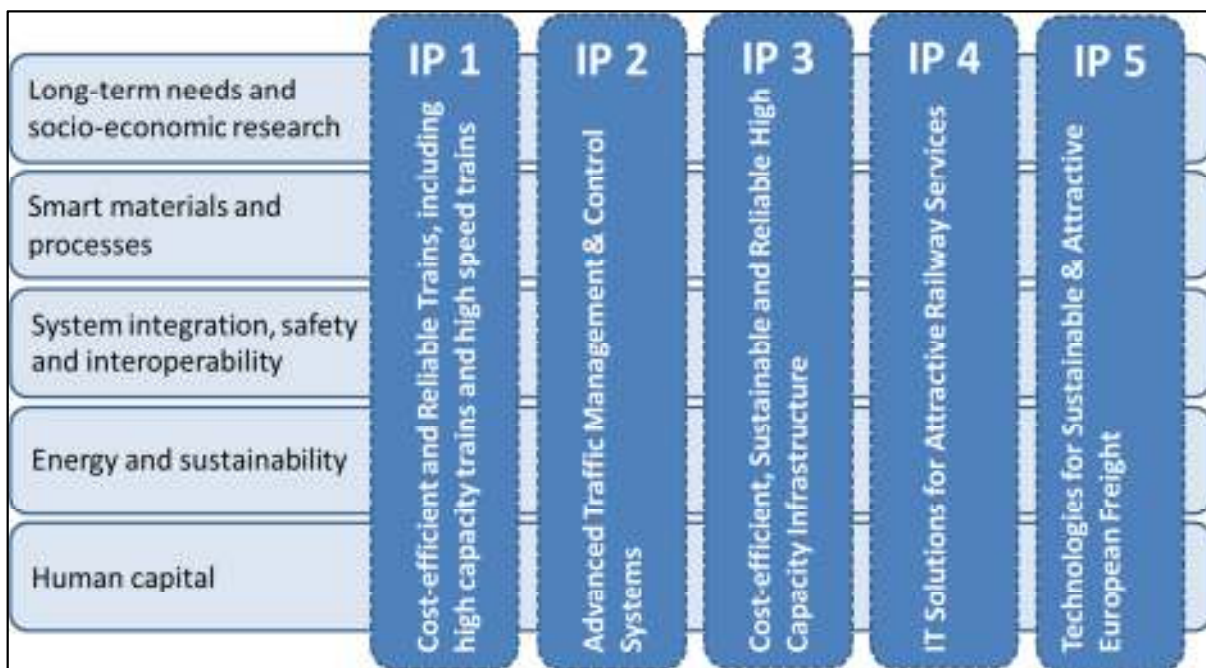 Long-term needs and
socio-economic research
Smart materials and
processes
System integration, safety
and interoperability
Energy and sustainability
Human capital
IP 1
Cost-efficient and Reliable Trains, including
high capacity trains and high speed trains
IP 2
Advanced Traffic Management & Control
Systems
IP 3
Cost-efficient, Sustainable and Reliable High
Capacity Infrastructure
IP 4
IT Solutions for Attractive Railway Services
IP 5
Technologies for Sustainable & Attractive
European Freight